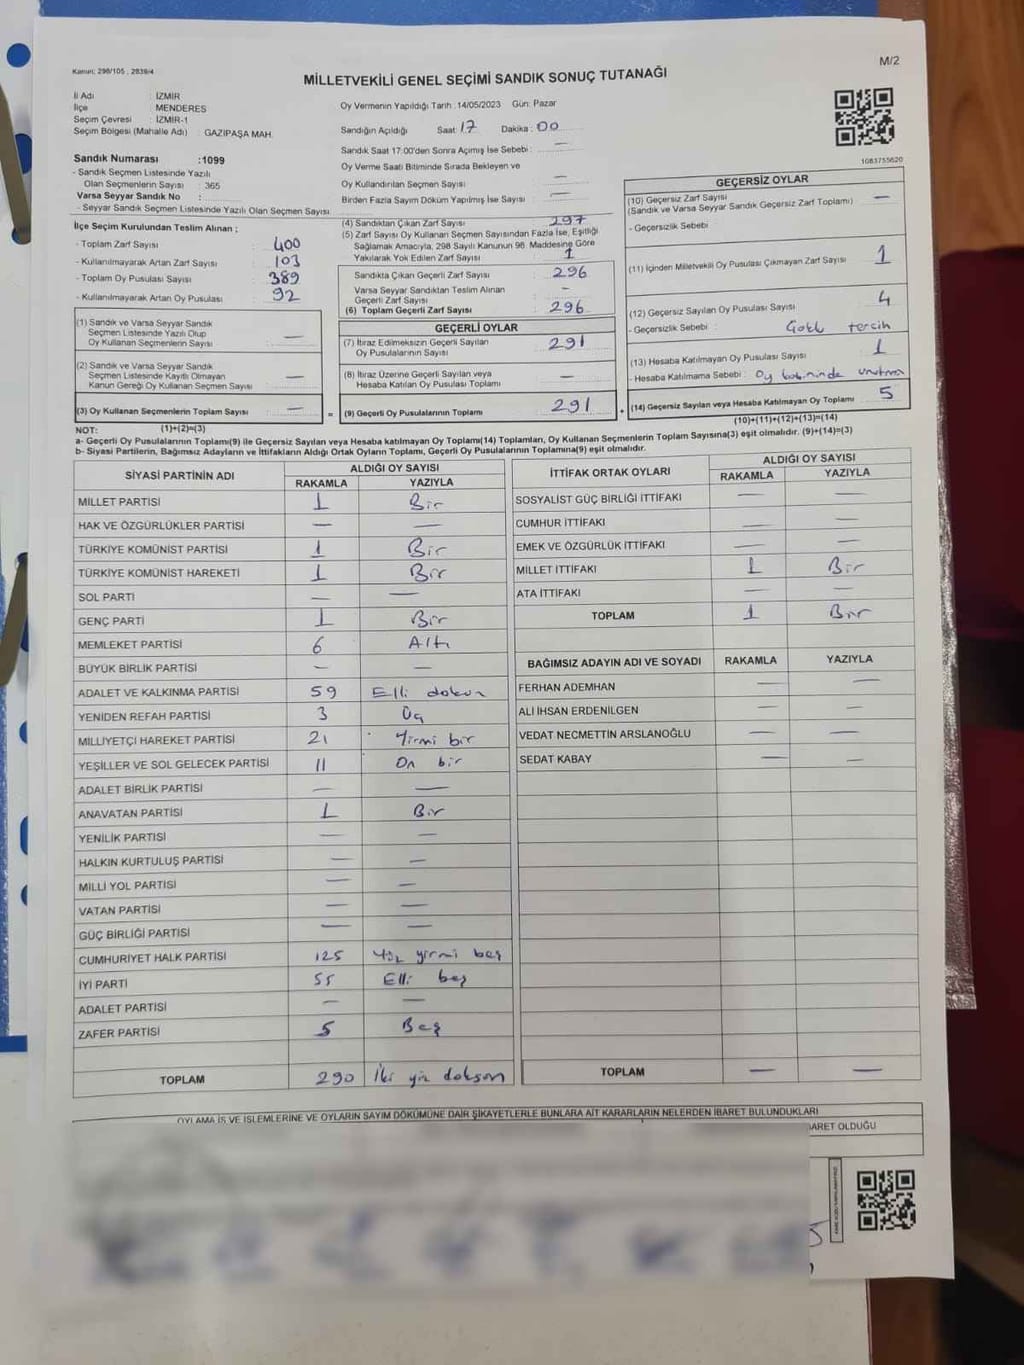 Kanun; 298/105 , 2839/4
M/2
MİLLETVEKİLİ GENEL SEÇİMİ SANDIK SONUÇ TUTANAĞI
İl Adı : İZMİR
İlçe : MENDERES
Seçim Çevresi : İZMİR-1
Seçim Bölgesi (Mahalle Adı) : GAZİPAŞA MAH.
Sandık Numarası :1099
- Sandık Seçmen Listesinde Yazılı
Olan Seçmenlerin Sayısı : 365
Varsa Seyyar Sandık No :
- Seyyar Sandık Seçmen Listesinde Yazılı Olan Seçmen Sayısı
İlçe Seçim Kurulundan Teslim Alınan ;
- Toplam Zarf Sayısı : 400
- Kullanılmayarak Artan Zarf Sayısı : 103
- Toplam Oy Pusulası Sayısı : 389
- Kullanılmayarak Artan Oy Pusulası : 92
(1) Sandık ve Varsa Seyyar Sandık
Seçmen Listesinde Yazılı Olup
Oy Kullanan Seçmenlerin Sayısı : —
(2) Sandık ve Varsa Seyyar Sandık
Seçmen Listesinde Kayıtlı Olmayan
Kanun Gereği Oy Kullanan Seçmen Sayısı : —
(3) Oy Kullanan Seçmenlerin Toplam Sayısı : —
(1)+(2)=(3)
Oy Vermenin Yapıldığı Tarih : 14/05/2023 Gün: Pazar
Sandığın Açıldığı Saat: 17 Dakika : 00
Sandık Saat 17:00'den Sonra Açımış İse Sebebi : —
Oy Verme Saati Bitiminde Sırada Bekleyen ve
Oy Kullandırılan Seçmen Sayısı : —
Birden Fazla Sayım Döküm Yapılmış İse Sayısı : —
(4) Sandıktan Çıkan Zarf Sayısı : 297
(5) Zarf Sayısı Oy Kullanan Seçmen Sayısından Fazla İse, Eşitliği
Sağlamak Amacıyla, 298 Sayılı Kanunun 98. Maddesine Göre
Yakılarak Yok Edilen Zarf Sayısı : 1
Sandıkta Çıkan Geçerli Zarf Sayısı : 296
Varsa Seyyar Sandıktan Teslim Alınan
Geçerli Zarf Sayısı : —
(6) Toplam Geçerli Zarf Sayısı : 296
GEÇERLİ OYLAR
(7) İtiraz Edilmeksizin Geçerli Sayılan
Oy Pusulalarının Sayısı : 291
(8) İtiraz Üzerine Geçerli Sayılan veya
Hesaba Katılan Oy Pusulası Toplamı : —
= (9) Geçerli Oy Pusulalarının Toplamı : 291
1083755620
GEÇERSİZ OYLAR
(10) Geçersiz Zarf Sayısı : —
(Sandık ve Varsa Seyyar Sandık Geçersiz Zarf Toplamı)
- Geçersizlik Sebebi
(11) İçinden Milletvekili Oy Pusulası Çıkmayan Zarf Sayısı : 1
(12) Geçersiz Sayılan Oy Pusulası Sayısı : 4
- Geçersizlik Sebebi : tercih
(13) Hesaba Katılmayan Oy Pusulası Sayısı : 1
- Hesaba Katılmama Sebebi : Oy
+ (14) Geçersiz Sayılan veya Hesaba Katılmayan Oy Toplamı : 5
(10)+(11)+(12)+(13)=(14)
NOT:
a- Geçerli Oy Pusulalarının Toplamı(9) ile Geçersiz Sayılan veya Hesaba katılmayan Oy Toplamı(14) Toplamları, Oy Kullanan Seçmenlerin Toplam Sayısına(3) eşit olmalıdır. (9)+(14)=(3)
b- Siyasi Partilerin, Bağımsız Adayların ve İttifakların Aldığı Ortak Oyların Toplamı, Geçerli Oy Pusulalarının Toplamına(9) eşit olmalıdır.
SİYASİ PARTİNİN ADI ALDIĞI OY SAYISI
RAKAMLA YAZIYLA
MİLLET PARTİSİ 1 Bir
HAK VE ÖZGÜRLÜKLER PARTİSİ — —
TÜRKİYE KOMÜNİST PARTİSİ 1 Bir
TÜRKİYE KOMÜNİST HAREKETİ 1 Bir
SOL PARTİ — —
GENÇ PARTİ 1 Bir
MEMLEKET PARTİSİ 6 Altı
BÜYÜK BİRLİK PARTİSİ — —
ADALET VE KALKINMA PARTİSİ 59 Elli dokuz
YENİDEN REFAH PARTİSİ 3 Üç
MİLLİYETÇİ HAREKET PARTİSİ 21 Yirmi bir
YEŞİLLER VE SOL GELECEK PARTİSİ 11 On bir
ADALET BİRLİK PARTİSİ — —
ANAVATAN PARTİSİ 1 Bir
YENİLİK PARTİSİ — —
HALKIN KURTULUŞ PARTİSİ — —
MİLLİ YOL PARTİSİ — —
VATAN PARTİSİ — —
GÜÇ BİRLİĞİ PARTİSİ — —
CUMHURİYET HALK PARTİSİ 125 Yüz yirmi beş
İYİ PARTİ 55 Elli beş
ADALET PARTİSİ — —
ZAFER PARTİSİ 5 Beş
TOPLAM 290 İki yüz doksan
İTTİFAK ORTAK OYLARI ALDIĞI OY SAYISI
RAKAMLA YAZIYLA
SOSYALİST GÜÇ BİRLİĞİ İTTİFAKI — —
CUMHUR İTTİFAKI — —
EMEK VE ÖZGÜRLÜK İTTİFAKI — —
MİLLET İTTİFAKI 1 Bir
ATA İTTİFAKI — —
TOPLAM 1 Bir
BAĞIMSIZ ADAYIN ADI VE SOYADI RAKAMLA YAZIYLA
FERHAN ADEMHAN — —
ALİ İHSAN ERDENİLGEN — —
VEDAT NECMETTİN ARSLANOĞLU — —
SEDAT KABAY — —
TOPLAM — —
OYLAMA İŞ VE İŞLEMLERİNE VE OYLARIN SAYIM DÖKÜMÜNE DAİR ŞİKAYETLERLE BUNLARA AİT KARARLARIN NELERDEN İBARET BULUNDUKLARI
OLDUĞU